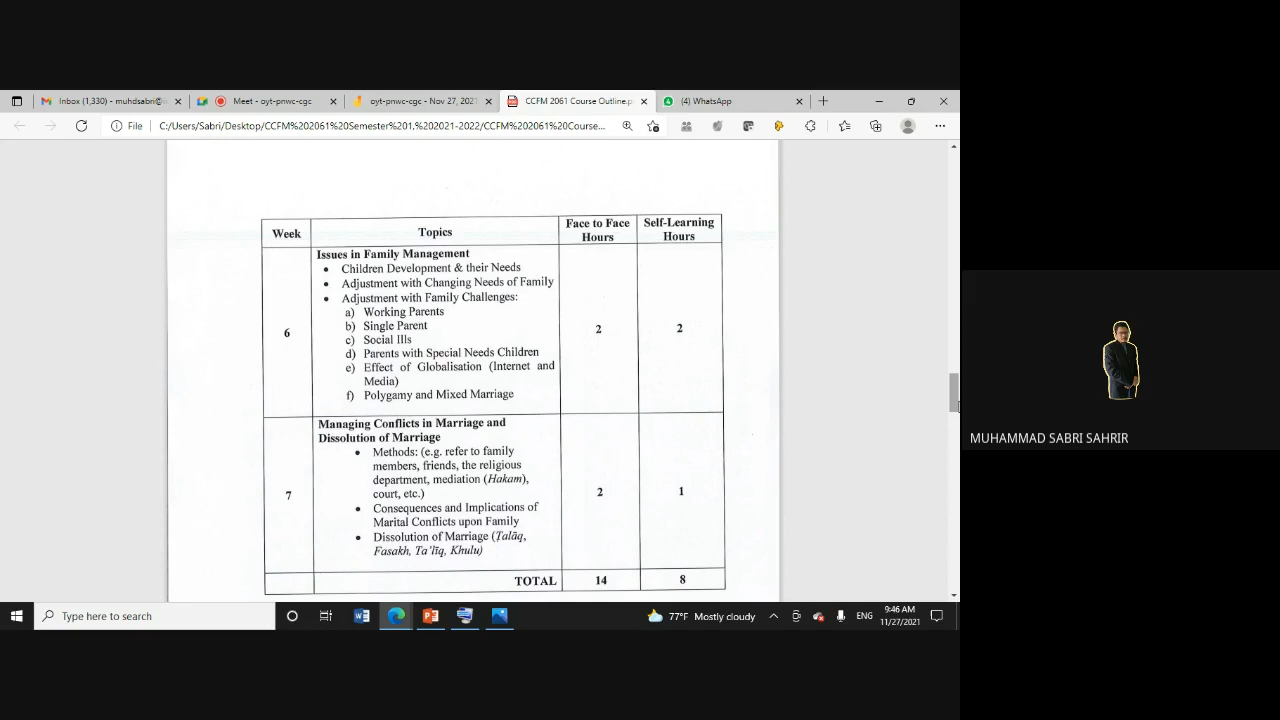 Inbox (1,330) - muhdsabri@
Meet - oyt-pnwc-cgc
oyt-pnwc-cgc - Nov 27, 2021
CCFM 2061 Course Outline.p
(4) WhatsApp
File
C:/Users/Sabri/Desktop/CCFM%202061%20Semester%201,%202021-2022/CCFM%202061%20Course...
Week
Topics
Face to Face
Hours
Self-Learning
Hours
6
Issues in Family Management
• Children Development & their Needs
• Adjustment with Changing Needs of Family
• Adjustment with Family Challenges:
a) Working Parents
b) Single Parent
c) Social Ills
d) Parents with Special Needs Children
e) Effect of Globalisation (Internet and
Media)
f) Polygamy and Mixed Marriage
2
2
7
Managing Conflicts in Marriage and
Dissolution of Marriage
• Methods: (e.g. refer to family
members, friends, the religious
department, mediation (Hakam),
court, etc.)
• Consequences and Implications of
Marital Conflicts upon Family
• Dissolution of Marriage (Ṭalāq,
Fasakh, Ta’līq, Khulu)
2
1
TOTAL
14
8
MUHAMMAD SABRI SAHRIR
Type here to search
77°F Mostly cloudy
ENG
9:46 AM
11/27/2021